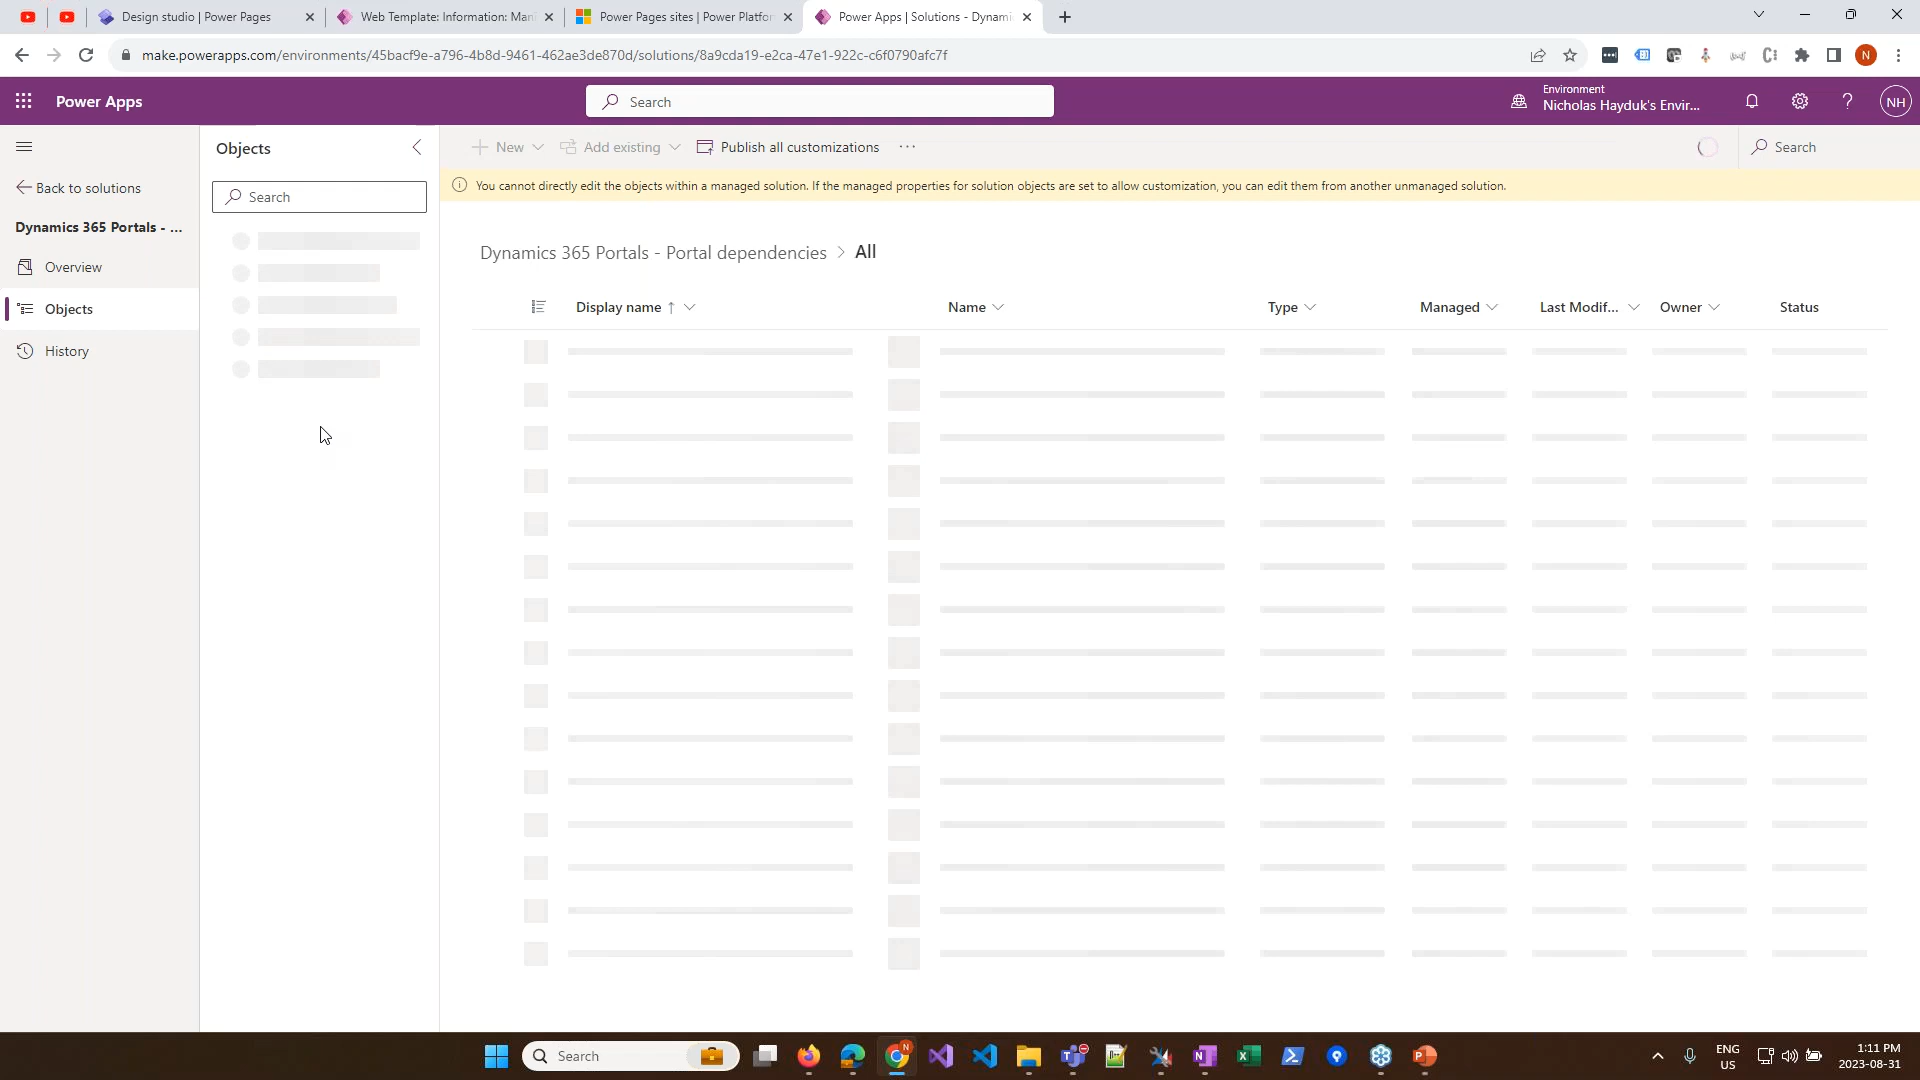 Design studio | Power Pages
Web Template: Information: Man
Power Pages sites | Power Platfor
Power Apps | Solutions - Dynami
make.powerapps.com/environments/45bacf9e-a796-4b8d-9461-462ae3de870d/solutions/8a9cda19-e2ca-47e1-922c-c6f0790afc7f
N
Power Apps
Search
Environment
Nicholas Hayduk's Envir...
NH
Objects
New
Add existing
Publish all customizations
...
Search
Back to solutions
Search
You cannot directly edit the objects within a managed solution. If the managed properties for solution objects are set to allow customization, you can edit them from another unmanaged solution.
Dynamics 365 Portals - ...
Dynamics 365 Portals - Portal dependencies > All
Overview
Objects
History
Display name
Name
Type
Managed
Last Modif...
Owner
Status
Search
ENG
US
1:11 PM
2023-08-31